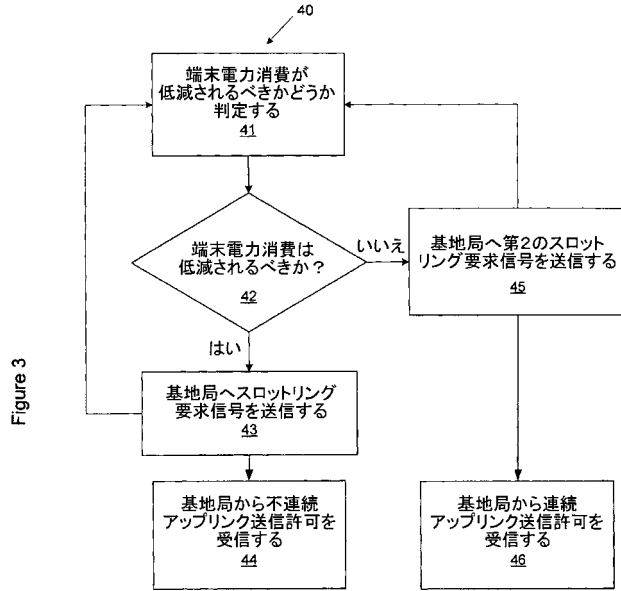 40
端末電力消費が
低減されるべきかどうか
判定する
41
端末電力消費は
低減されるべきか？
42
いいえ
基地局へ第2のスロット
リング要求信号を送信する
45
はい
基地局へスロットリング
要求信号を送信する
43
基地局から不連続
アップリンク送信許可を
受信する
44
基地局から連続
アップリンク送信許可を
受信する
46
Figure 3